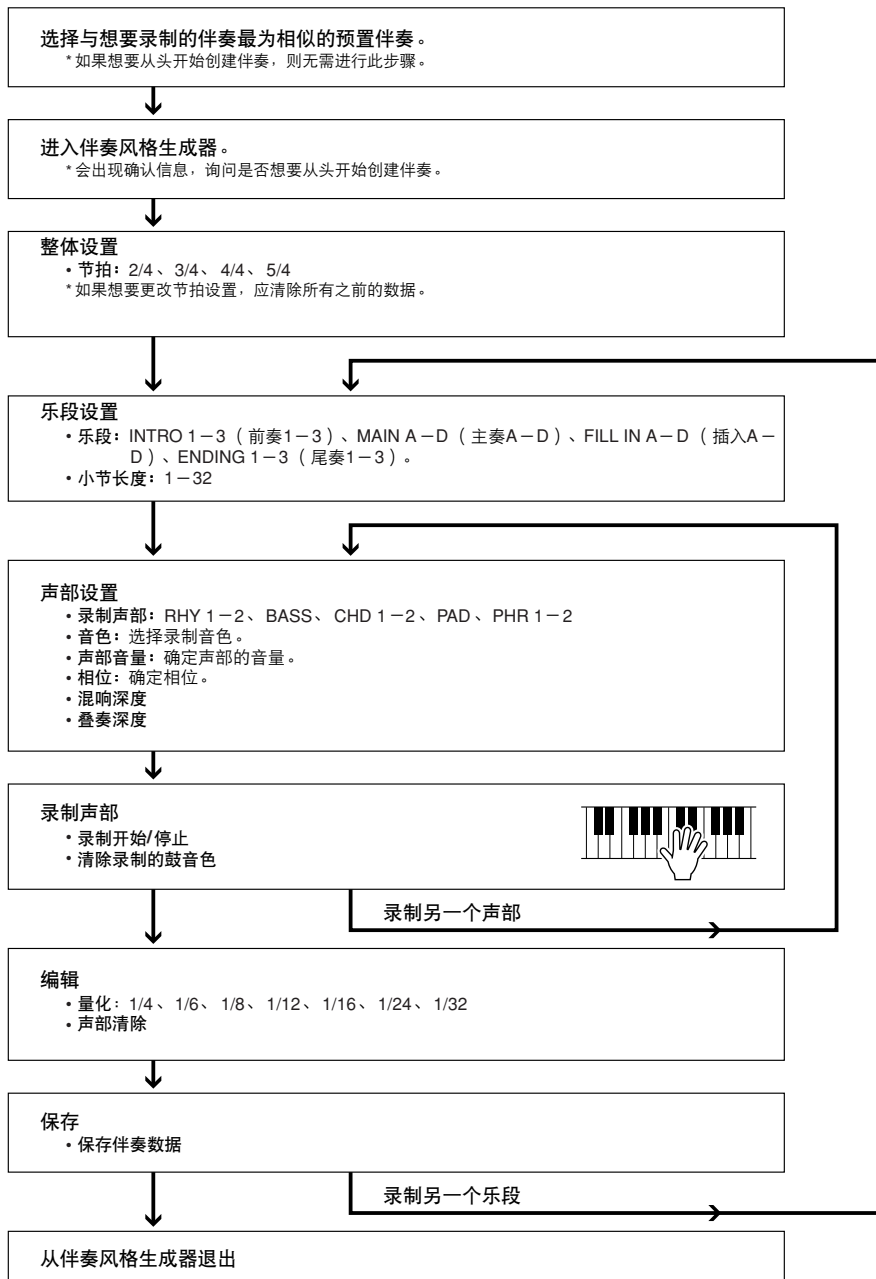 选择与想要录制的伴奏最为相似的预置伴奏。
* 如果想要从头开始创建伴奏，则无需进行此步骤。
进入伴奏风格生成器。
* 会出现确认信息，询问是否想要从头开始创建伴奏。
整体设置
• 节拍：2/4、 3/4、 4/4、 5/4
* 如果想要更改节拍设置，应清除所有之前的数据。
乐段设置
• 乐段：INTRO 1－3（前奏1－3）、MAIN A－D（主奏A－D）、FILL IN A－D（插入A－
D）、ENDING 1－3（尾奏1－3）。
• 小节长度：1－32
声部设置
• 录制声部：RHY 1－2、 BASS、 CHD 1－2、 PAD、 PHR 1－2
• 音色：选择录制音色。
• 声部音量：确定声部的音量。
• 相位：确定相位。
• 混响深度
• 叠奏深度
录制声部
• 录制开始/停止
• 清除录制的鼓音色
录制另一个声部
编辑
• 量化：1/4、 1/6、 1/8、 1/12、 1/16、 1/24、 1/32
• 声部清除
保存
• 保存伴奏数据
录制另一个乐段
从伴奏风格生成器退出